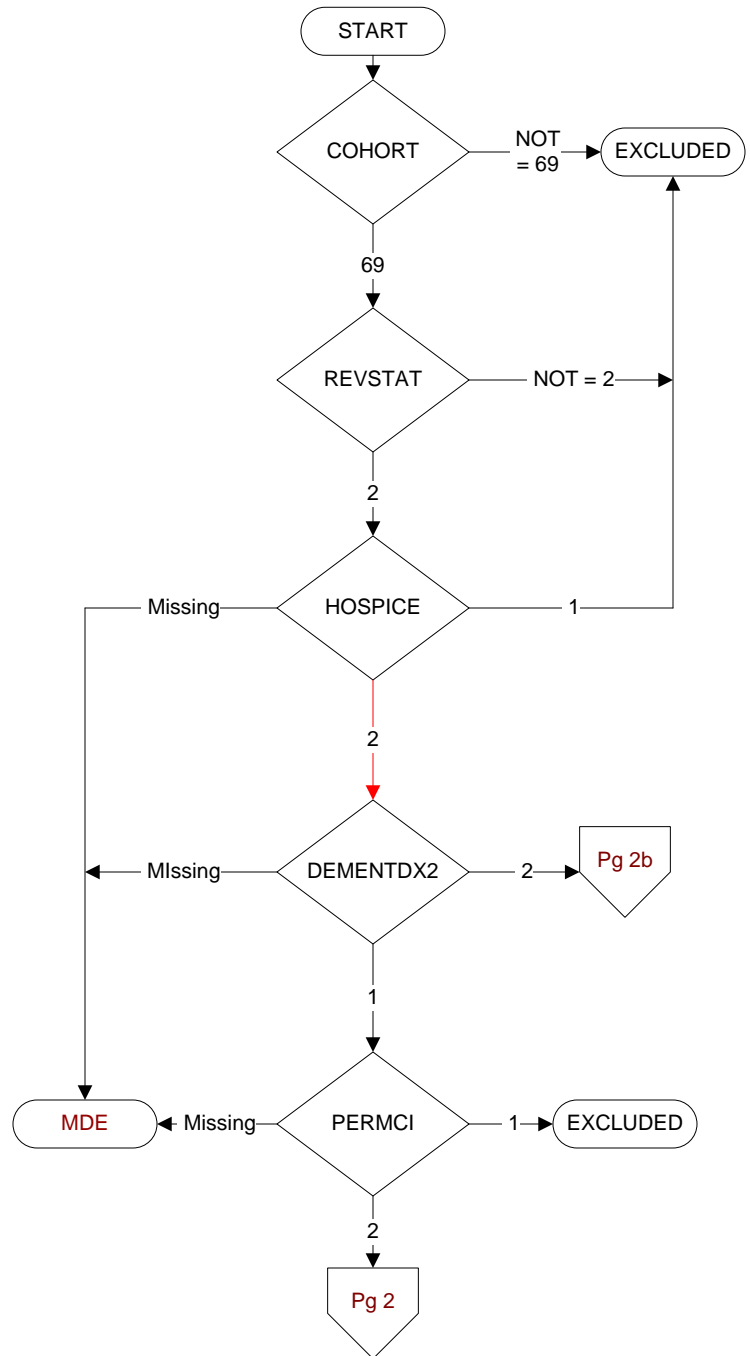 START
COHORT
NOT
= 69
EXCLUDED
69
REVSTAT
NOT = 2
2
Missing
HOSPICE
1
2
MIssing
DEMENTDX2
2
Pg 2b
1
MDE
Missing
PERMCI
1
EXCLUDED
2
Pg 2